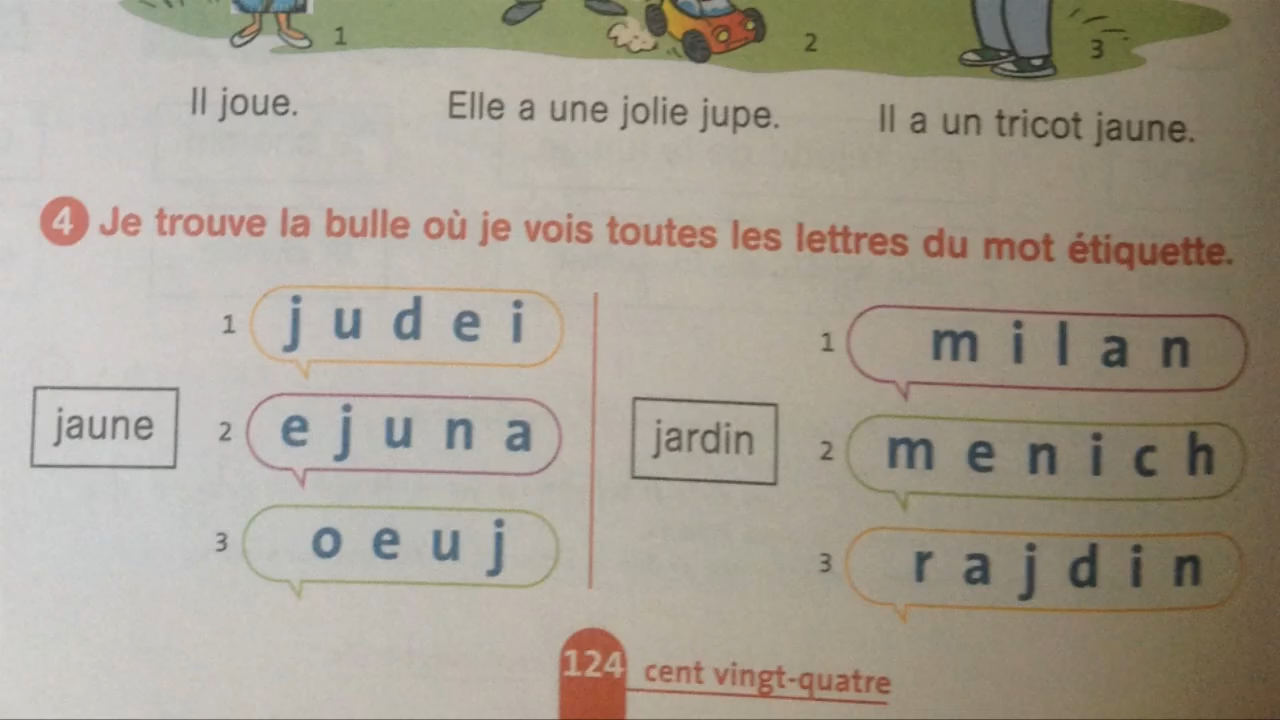 1 2 3
Il joue. Elle a une jolie jupe. Il a un tricot jaune.
4 Je trouve la bulle où je vois toutes les lettres du mot étiquette.
jaune
1 j u d e i
2 e j u n a
3 o e u j
jardin
1 m i l a n
2 m e n i c h
3 r a j d i n
124 cent vingt-quatre